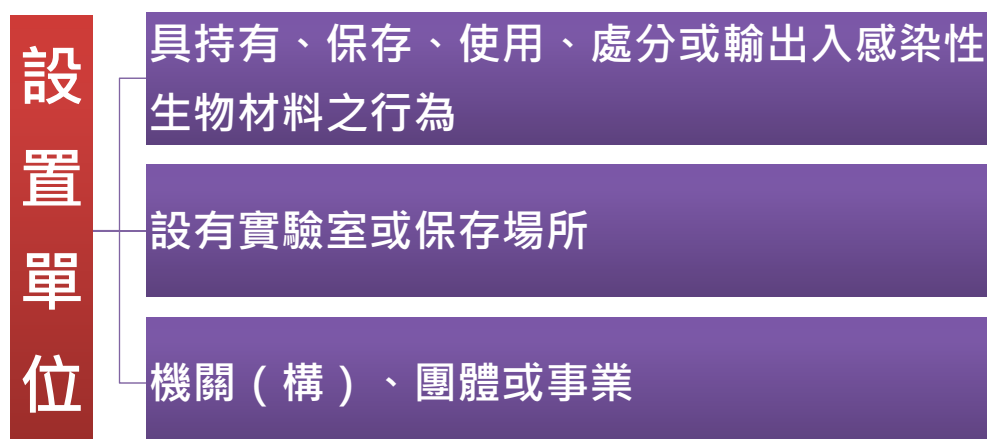 設置單位
具持有、保存、使用、處分或輸出入感染性
生物材料之行為
設有實驗室或保存場所
機關（構）、團體或事業